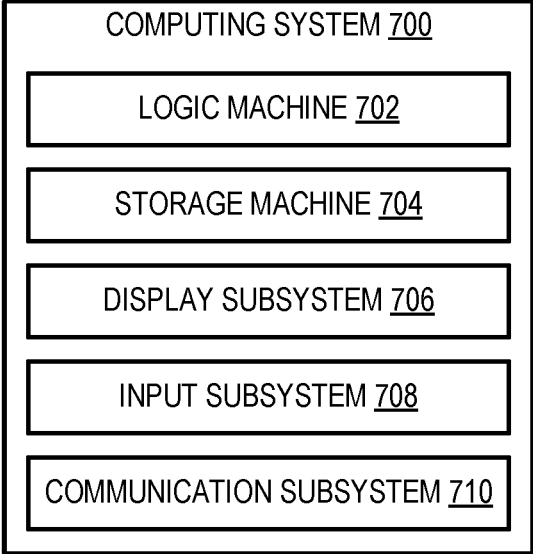 COMPUTING SYSTEM 700
LOGIC MACHINE 702
STORAGE MACHINE 704
DISPLAY SUBSYSTEM 706
INPUT SUBSYSTEM 708
COMMUNICATION SUBSYSTEM 710